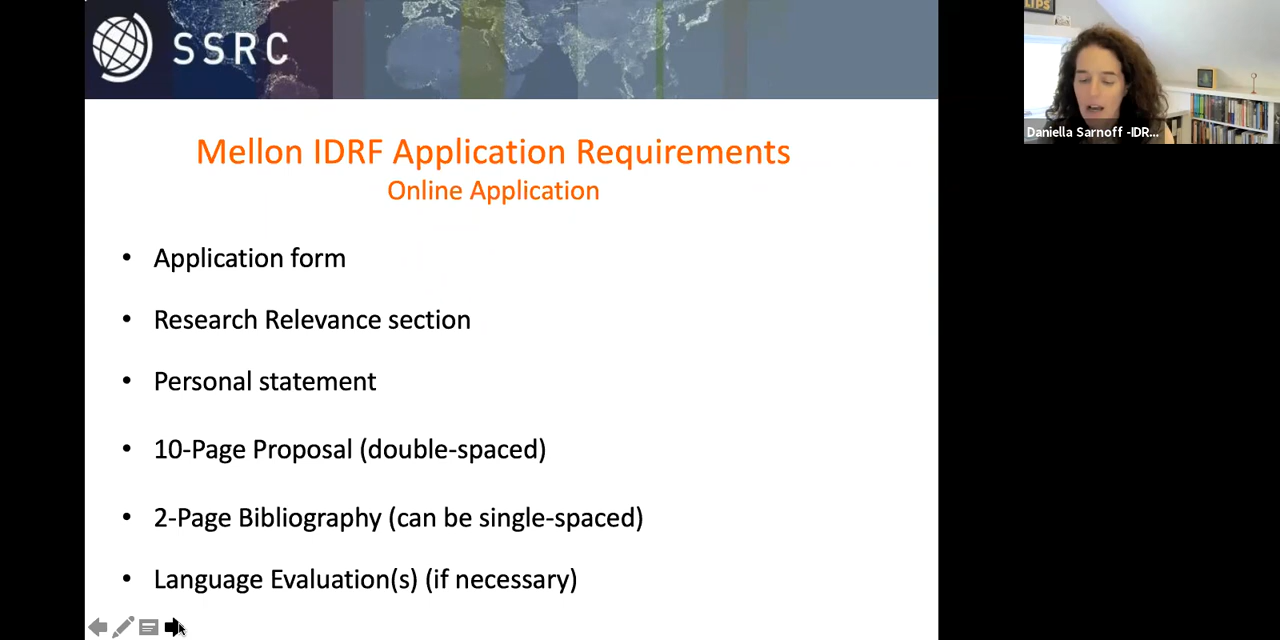 SSRC
Mellon IDRF Application Requirements
Online Application
• Application form
• Research Relevance section
• Personal statement
• 10-Page Proposal (double-spaced)
• 2-Page Bibliography (can be single-spaced)
• Language Evaluation(s) (if necessary)
LIPS
Daniella Sarnoff -IDR...